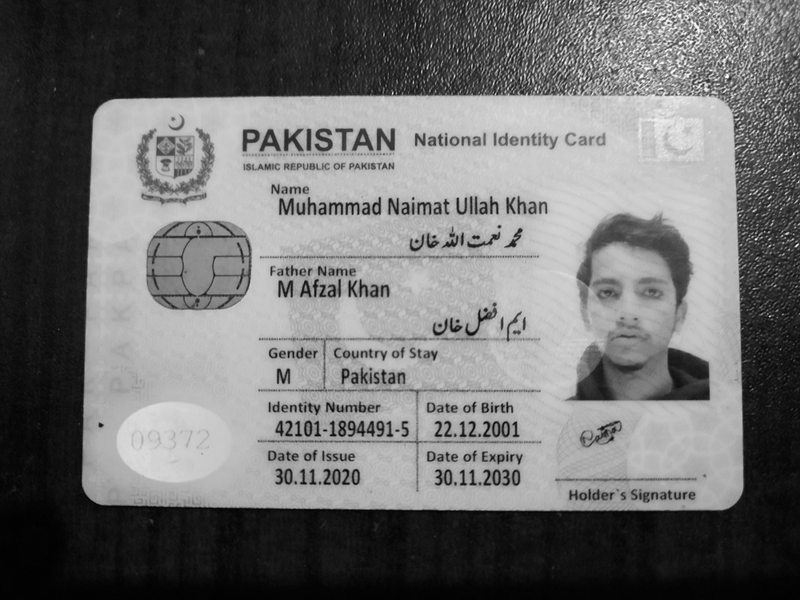 PAKISTAN National Identity Card
ISLAMIC REPUBLIC OF PAKISTAN
Name
Muhammad Naimat Ullah Khan
محمد نعمت اللہ خان
Father Name
M Afzal Khan
ایم افضل خان
Gender Country of Stay
M Pakistan
Identity Number Date of Birth
42101-1894491-5 22.12.2001
Date of Issue Date of Expiry
30.11.2020 30.11.2030
09372
Holder`s Signature